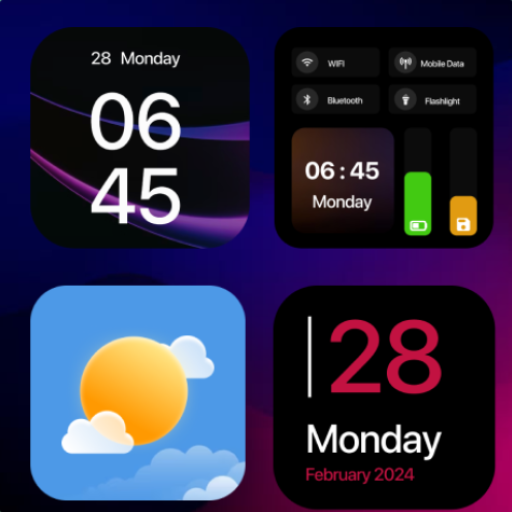 28 Monday
06
45
WIFI
Mobile Data
Bluetooth
Flashlight
06 : 45
Monday
28
Monday
February 2024